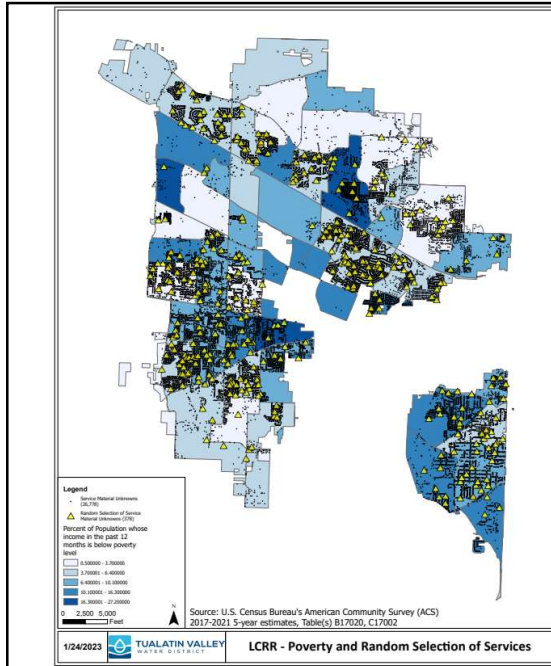 Legend
Service Material Unknowns
(26,778)
Random Selection of Service
Material Unknowns (378)
Percent of Population whose
income in the past 12
months is below poverty
level
0.500000 - 3.700000
3.700001 - 6.400000
6.400001 - 10.100000
10.100001 - 16.300000
16.300001 - 27.200000
0 2,500 5,000
Feet
N
Source: U.S. Census Bureau's American Community Survey (ACS)
2017-2021 5-year estimates, Table(s) B17020, C17002
1/24/2023
TUALATIN VALLEY
WATER DISTRICT
LCRR - Poverty and Random Selection of Services